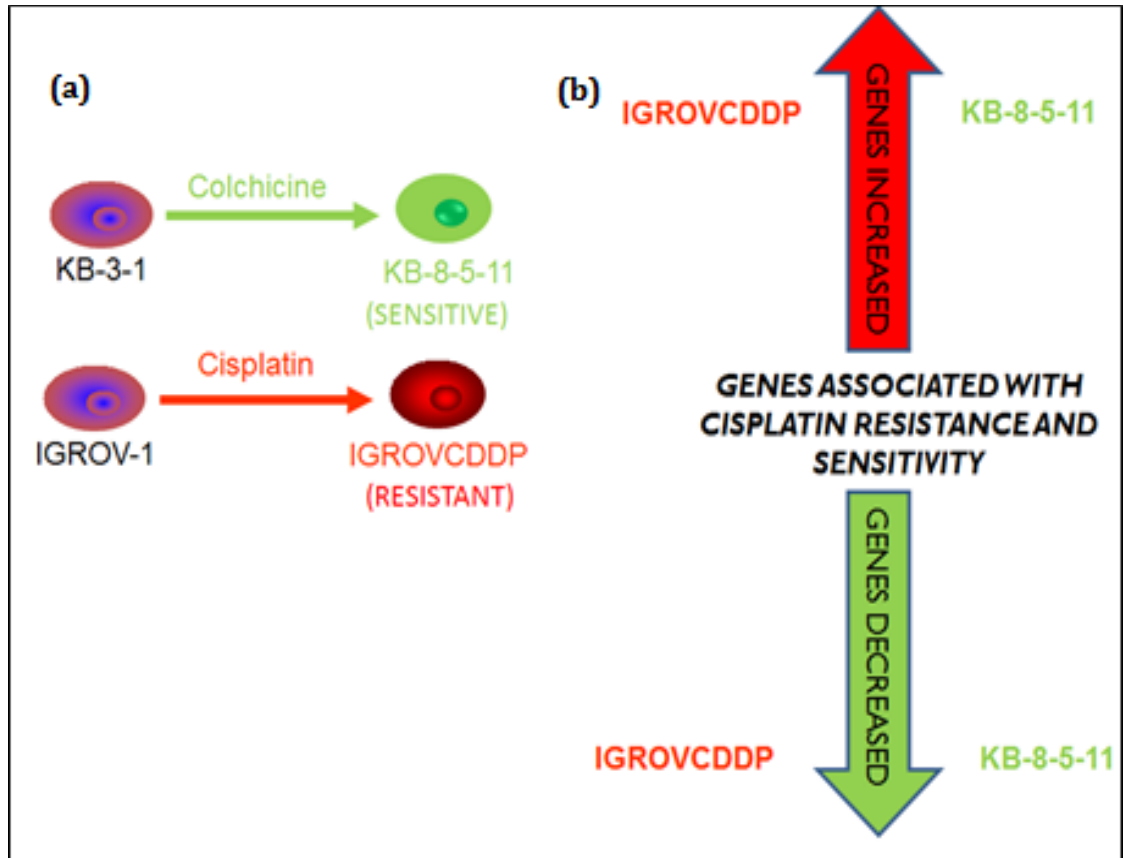 (a)
Colchicine
KB-3-1
KB-8-5-11
(SENSITIVE)
Cisplatin
IGROV-1
IGROVCDDP
(RESISTANT)
(b)
IGROVCDDP
GENES INCREASED
KB-8-5-11
GENES ASSOCIATED WITH
CISPLATIN RESISTANCE AND
SENSITIVITY
GENES DECREASED
IGROVCDDP
KB-8-5-11